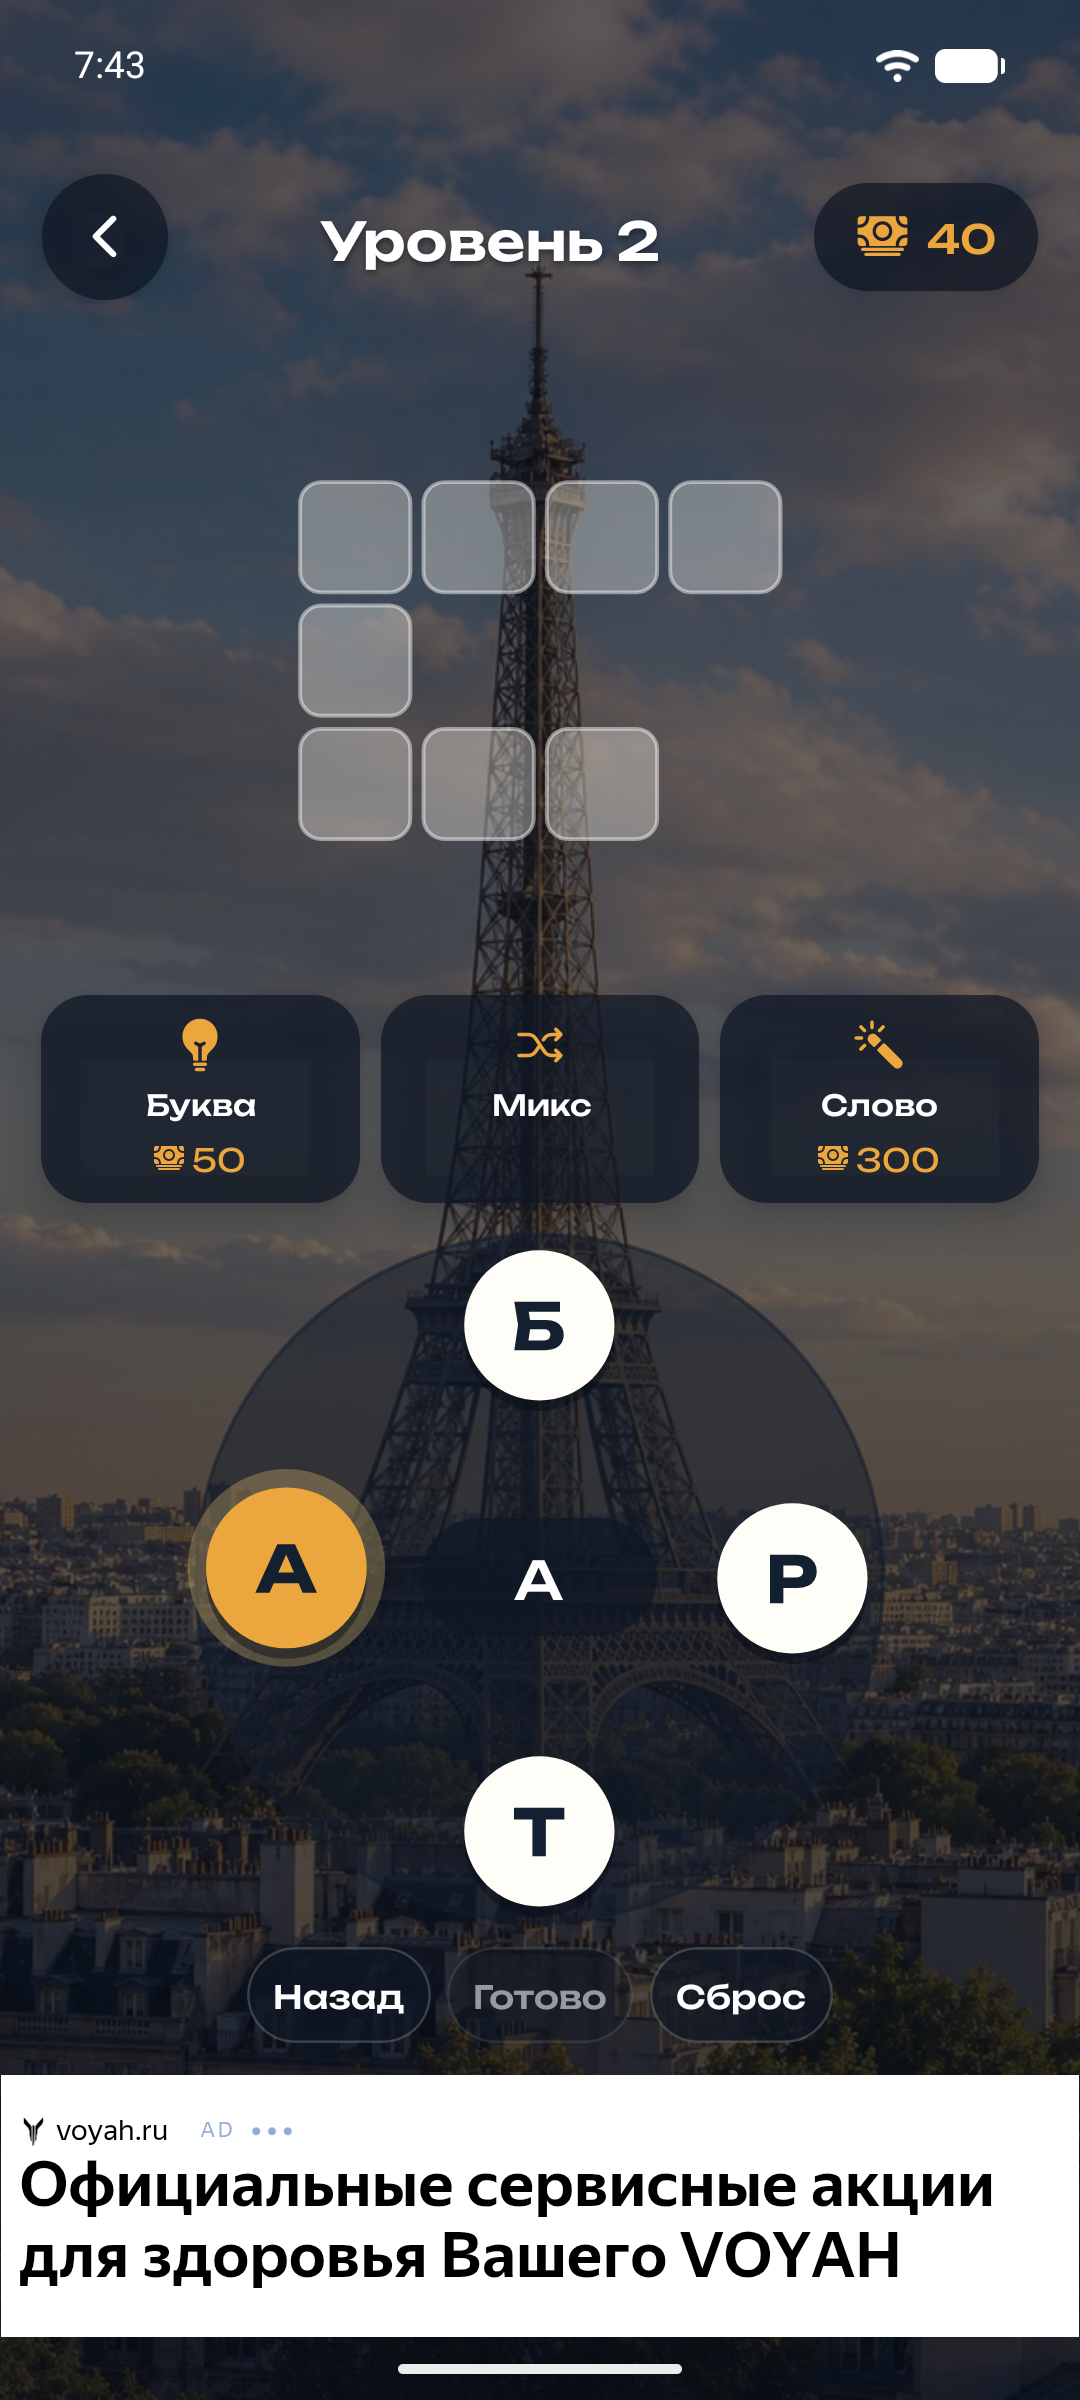 7:43
Уровень 2
40
Буква
50
Микс
Слово
300
Б
А
А
Р
Т
Назад
Готово
Сброс
voyah.ru AD
Официальные сервисные акции
для здоровья Вашего VOYAH